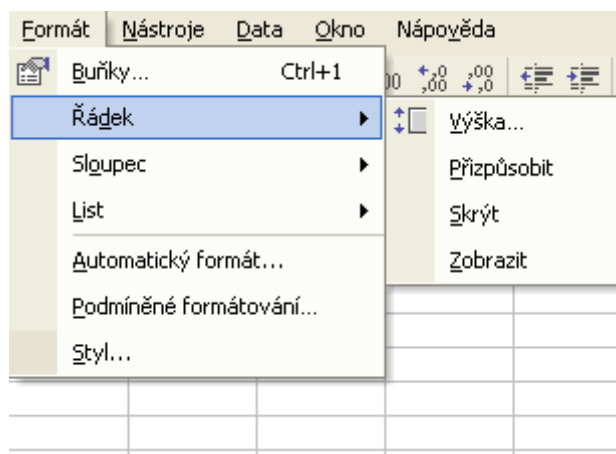 Formát Nástroje Data Okno Nápověda
Buňky... Ctrl+1
Řádek
Sloupec
List
Automatický formát...
Podmíněné formátování...
Styl...
Výška...
Přizpůsobit
Skrýt
Zobrazit